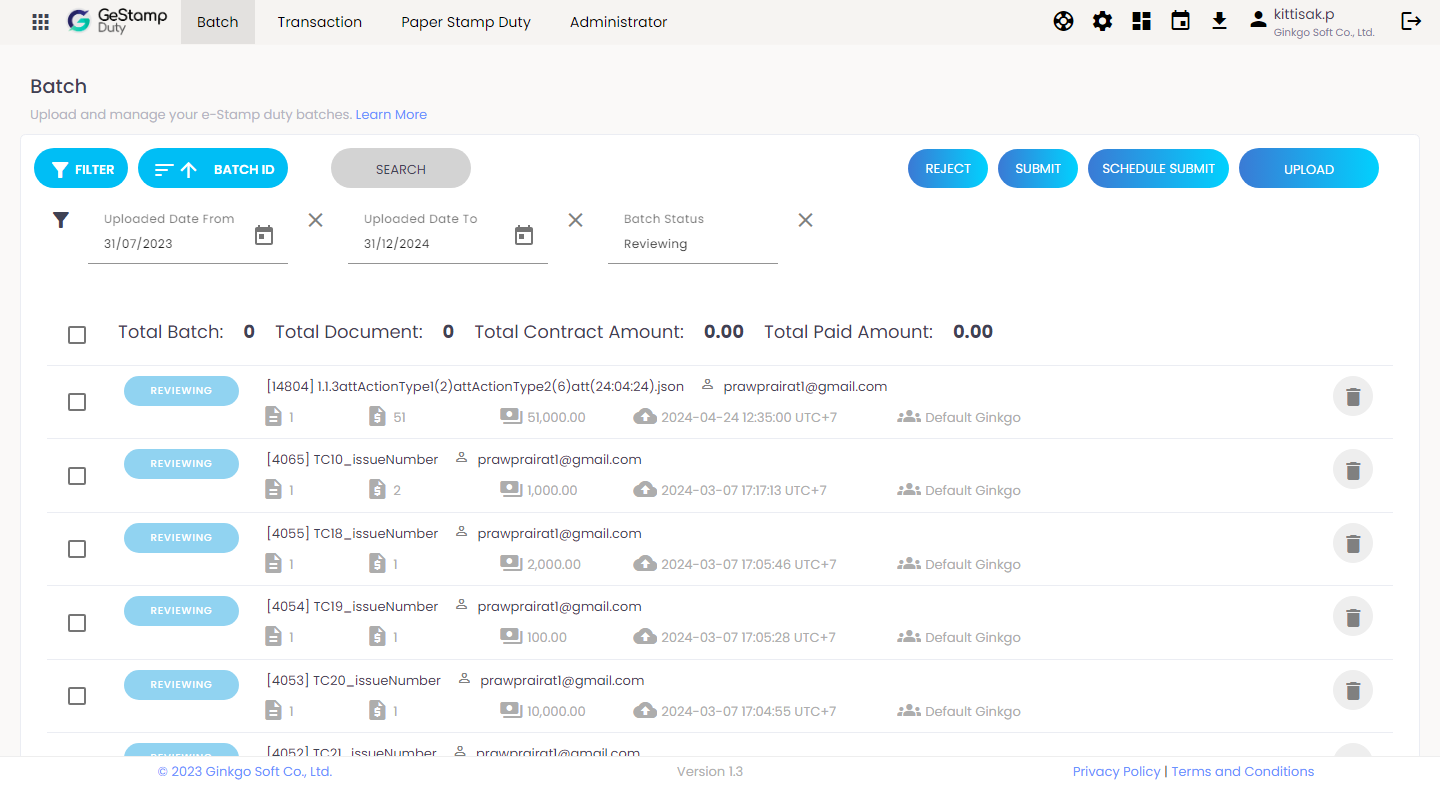 GeStamp
Duty
Batch Transaction Paper Stamp Duty Administrator
kittisak.p
Ginkgo Soft Co., Ltd.
Batch
Upload and manage your e-Stamp duty batches. Learn More
FILTER BATCH ID SEARCH REJECT SUBMIT SCHEDULE SUBMIT UPLOAD
Uploaded Date From Uploaded Date To Batch Status
31/07/2023 31/12/2024 Reviewing
Total Batch: 0 Total Document: 0 Total Contract Amount: 0.00 Total Paid Amount: 0.00
REVIEWING [14804] 1.1.3attActionType1(2)attActionType2(6)att(24:04:24).json prawprairat1@gmail.com
1 51 51,000.00 2024-04-24 12:35:00 UTC+7 Default Ginkgo
REVIEWING [4065] TC10_issueNumber prawprairat1@gmail.com
1 2 1,000.00 2024-03-07 17:17:13 UTC+7 Default Ginkgo
REVIEWING [4055] TC18_issueNumber prawprairat1@gmail.com
1 1 2,000.00 2024-03-07 17:05:46 UTC+7 Default Ginkgo
REVIEWING [4054] TC19_issueNumber prawprairat1@gmail.com
1 1 100.00 2024-03-07 17:05:28 UTC+7 Default Ginkgo
REVIEWING [4053] TC20_issueNumber prawprairat1@gmail.com
1 1 10,000.00 2024-03-07 17:04:55 UTC+7 Default Ginkgo
REVIEWING [4052] TC21_issueNumber prawprairat1@gmail.com
© 2023 Ginkgo Soft Co., Ltd. Version 1.3 Privacy Policy | Terms and Conditions